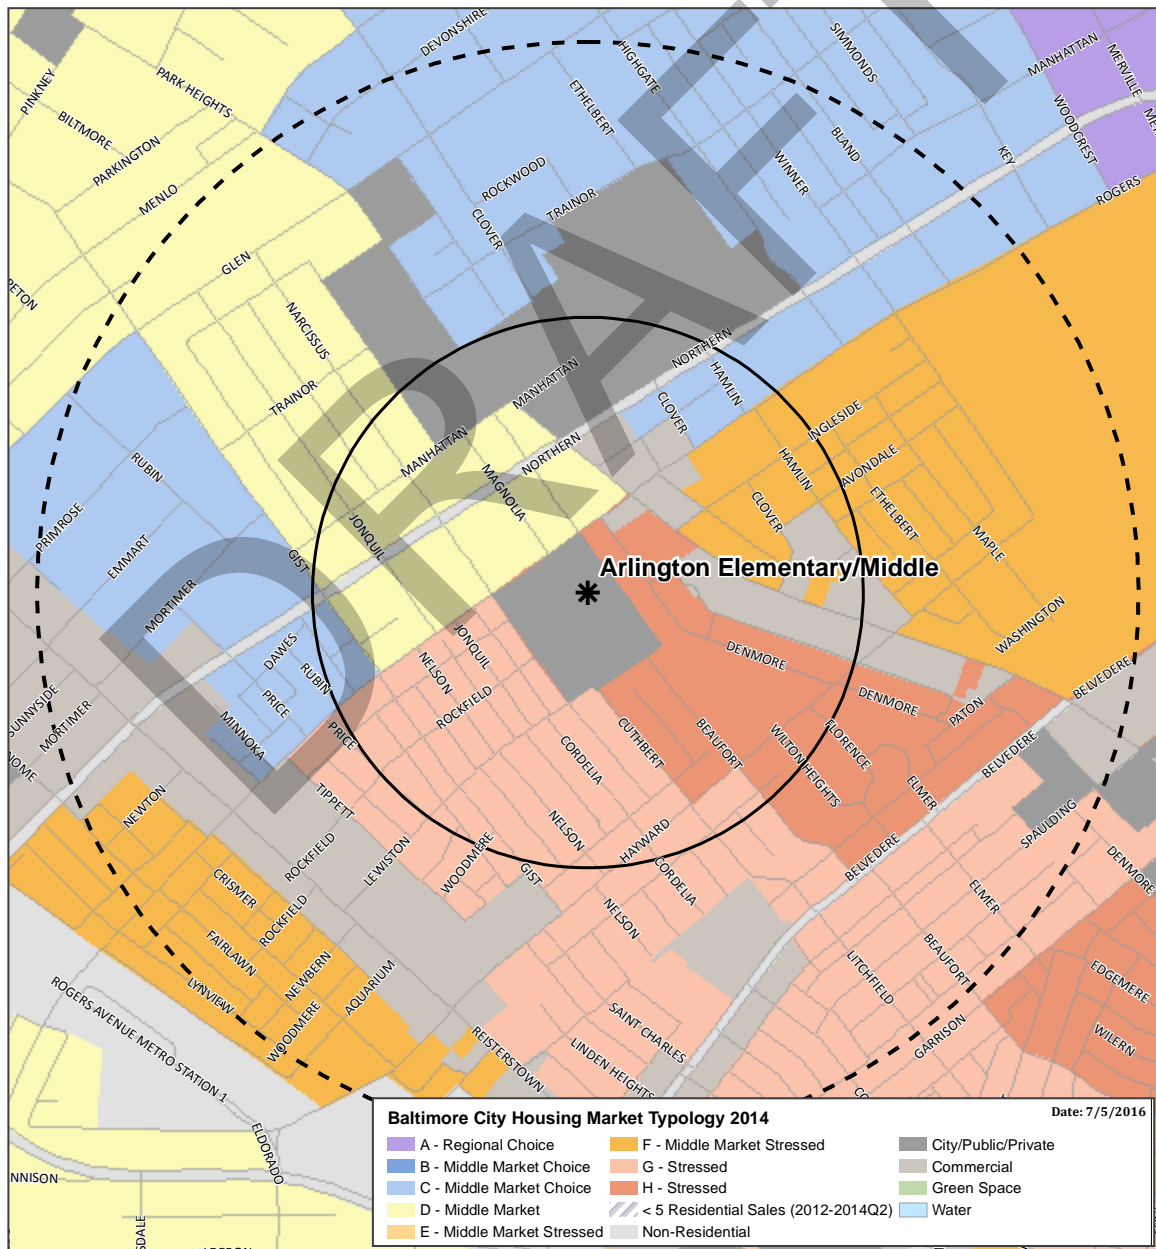 DEVONSHIRE
HIGHGATE
SIMMONDS
MANHATTAN
MERVILLE
PINKNEY
PARK HEIGHTS
ETHELBERT
WOODCREST
ME
BILTMORE
PARKINGTON
BLAND
KEY
MENLO
ROCKWOOD
WINNER
ROGERS
TRAINOR
CLOVER
GLEN
PETON
NARCISSUS
NORTHERN
MANHATTAN
HAMLIN
TRAINOR
CLOVER
INGLESIDE
MANHATTAN
NORTHERN
HAMLIN
AVONDALE
RUBIN
MAGNOLIA
CLOVER
ETHELBERT
PRIMROSE
JONQUIL
MAPLE
EMMART
GIST
Arlington Elementary/Middle
MORTIMER
WASHINGTON
DAWES
JONQUIL
DENMORE
NELSON
RUBIN
BELVEDERE
SUNNYSIDE
PRICE
ROCKFIELD
DENMORE
PATON
MORTIMER
MINNOKA
PRICE
CUTHBERT
BEAUFORT
WILTON HEIGHTS
FLORENCE
BELVEDERE
NOME
CORDELIA
NEWTON
TIPPETT
ELMER
NELSON
HAYWARD
SPAULDING
ROCKFIELD
LEWISTON
WOODMERE
GIST
CORDELIA
BELVEDERE
DENMORE
CRISMER
ROCKFIELD
NELSON
ELMER
FAIRLAWN
NEWBERN
AQUARIUM
LITCHFIELD
BEAUFORT
EDGEMERE
LYNVIEW
ROGERS AVENUE METRO STATION 1
WOODMERE
REISTERSTOWN
SAINT CHARLES
GARRISON
WILERN
LINDEN HEIGHTS
CO
ELDORADO
NNISON
SDALE
DRAFT
Baltimore City Housing Market Typology 2014
Date: 7/5/2016
A - Regional Choice
B - Middle Market Choice
C - Middle Market Choice
D - Middle Market
E - Middle Market Stressed
F - Middle Market Stressed
G - Stressed
H - Stressed
< 5 Residential Sales (2012-2014Q2)
Non-Residential
City/Public/Private
Commercial
Green Space
Water